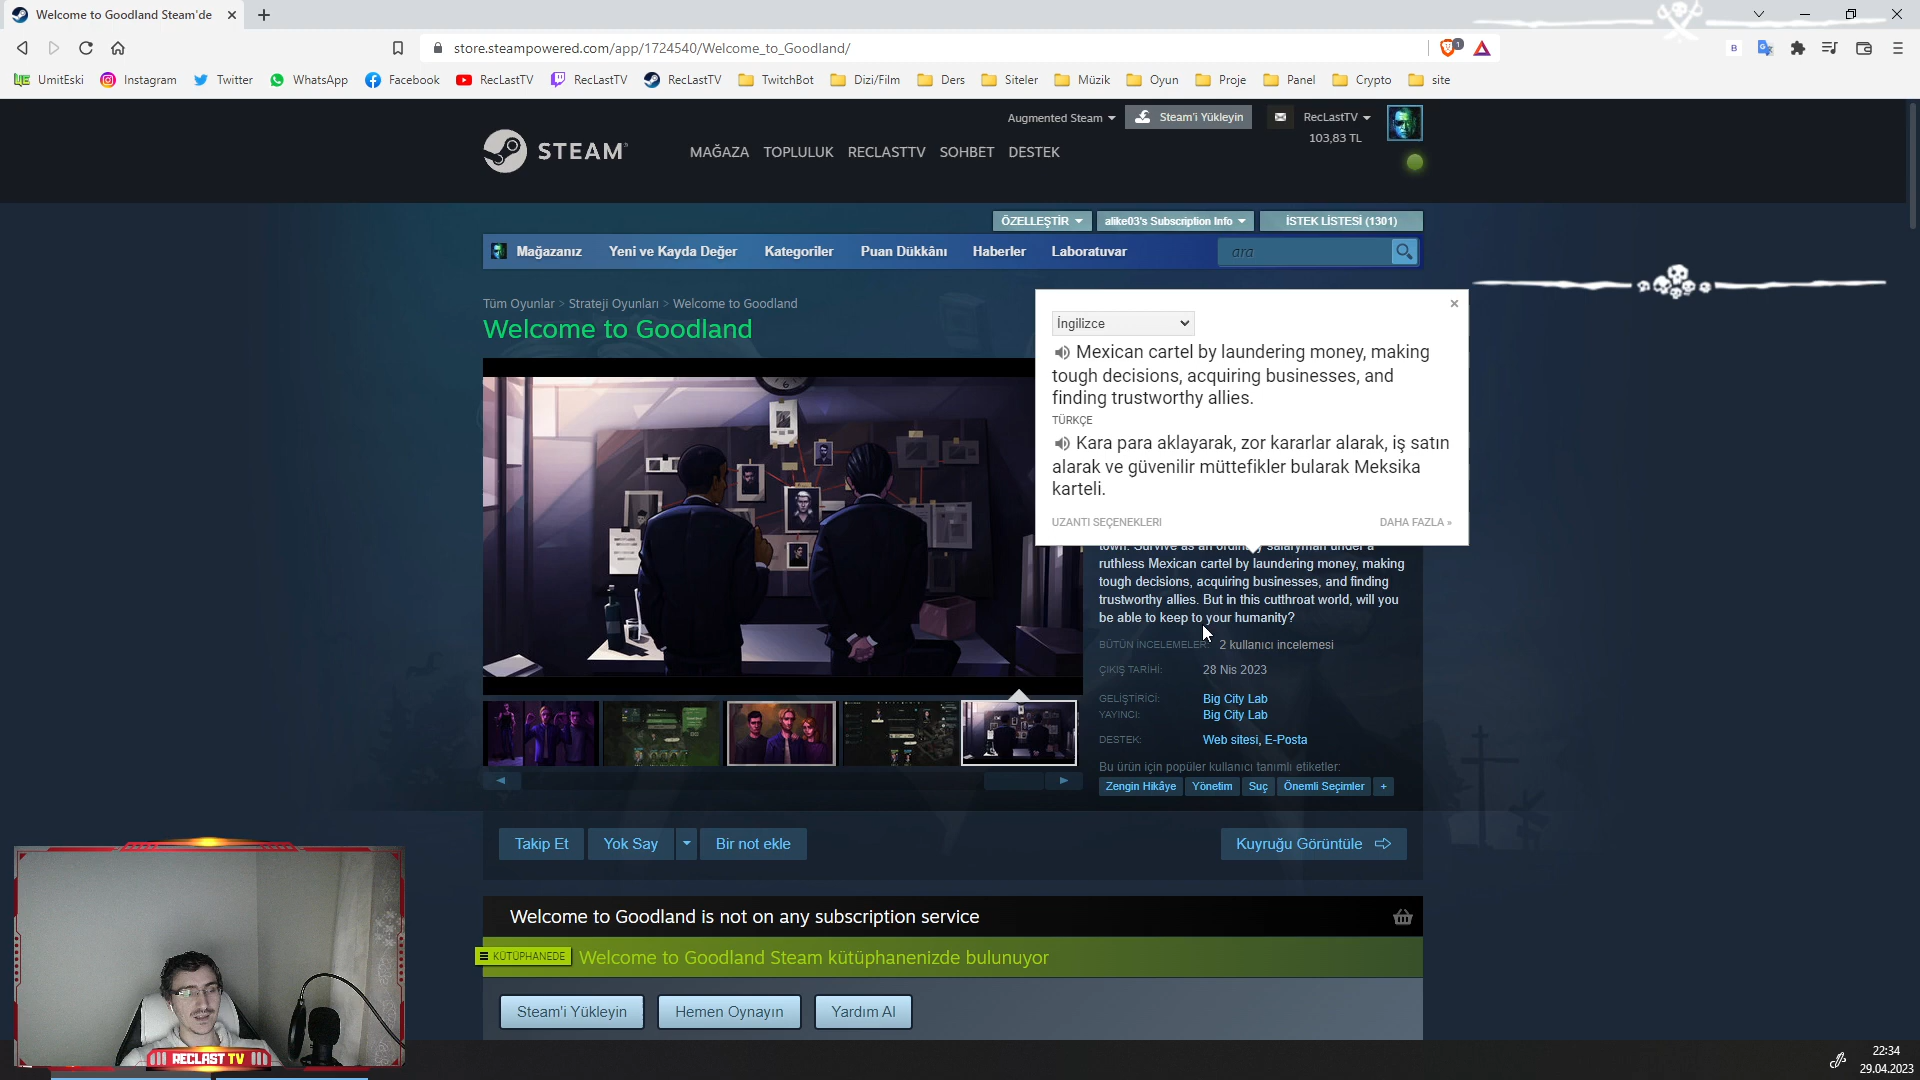 Welcome to Goodland Steam'de
store.steampowered.com/app/1724540/Welcome_to_Goodland/
1
B
UmitEski Instagram Twitter WhatsApp Facebook RecLastTV RecLastTV RecLastTV TwitchBot Dizi/Film Ders Siteler Müzik Oyun Proje Panel Crypto site
Augmented Steam Steam'i Yükleyin RecLastTV
103,83 TL
STEAM
MAĞAZA TOPLULUK RECLASTTV SOHBET DESTEK
ÖZELLEŞTİR alike03's Subscription Info İSTEK LİSTESİ (1301)
Mağazanız Yeni ve Kayda Değer Kategoriler Puan Dükkânı Haberler Laboratuvar ara
Tüm Oyunlar > Strateji Oyunları > Welcome to Goodland
Welcome to Goodland
İngilizce
Mexican cartel by laundering money, making
tough decisions, acquiring businesses, and
finding trustworthy allies.
TÜRKÇE
Kara para aklayarak, zor kararlar alarak, iş satın
alarak ve güvenilir müttefikler bularak Meksika
karteli.
UZANTI SEÇENEKLERİ DAHA FAZLA »
town. Survive as an ordinary salaryman under a
ruthless Mexican cartel by laundering money, making
tough decisions, acquiring businesses, and finding
trustworthy allies. But in this cutthroat world, will you
be able to keep to your humanity?
BÜTÜN İNCELEMELER: 2 kullanıcı incelemesi
ÇIKIŞ TARİHİ: 28 Nis 2023
GELİŞTİRİCİ: Big City Lab
YAYINCI: Big City Lab
DESTEK: Web sitesi, E-Posta
Bu ürün için popüler kullanıcı tanımlı etiketler:
Zengin Hikâye Yönetim Suç Önemli Seçimler +
Takip Et Yok Say Bir not ekle Kuyruğu Görüntüle
Welcome to Goodland is not on any subscription service
KÜTÜPHANEDE Welcome to Goodland Steam kütüphanenizde bulunuyor
Steam'i Yükleyin Hemen Oynayın Yardım Al
RECLAST TV
22:34
29.04.2023